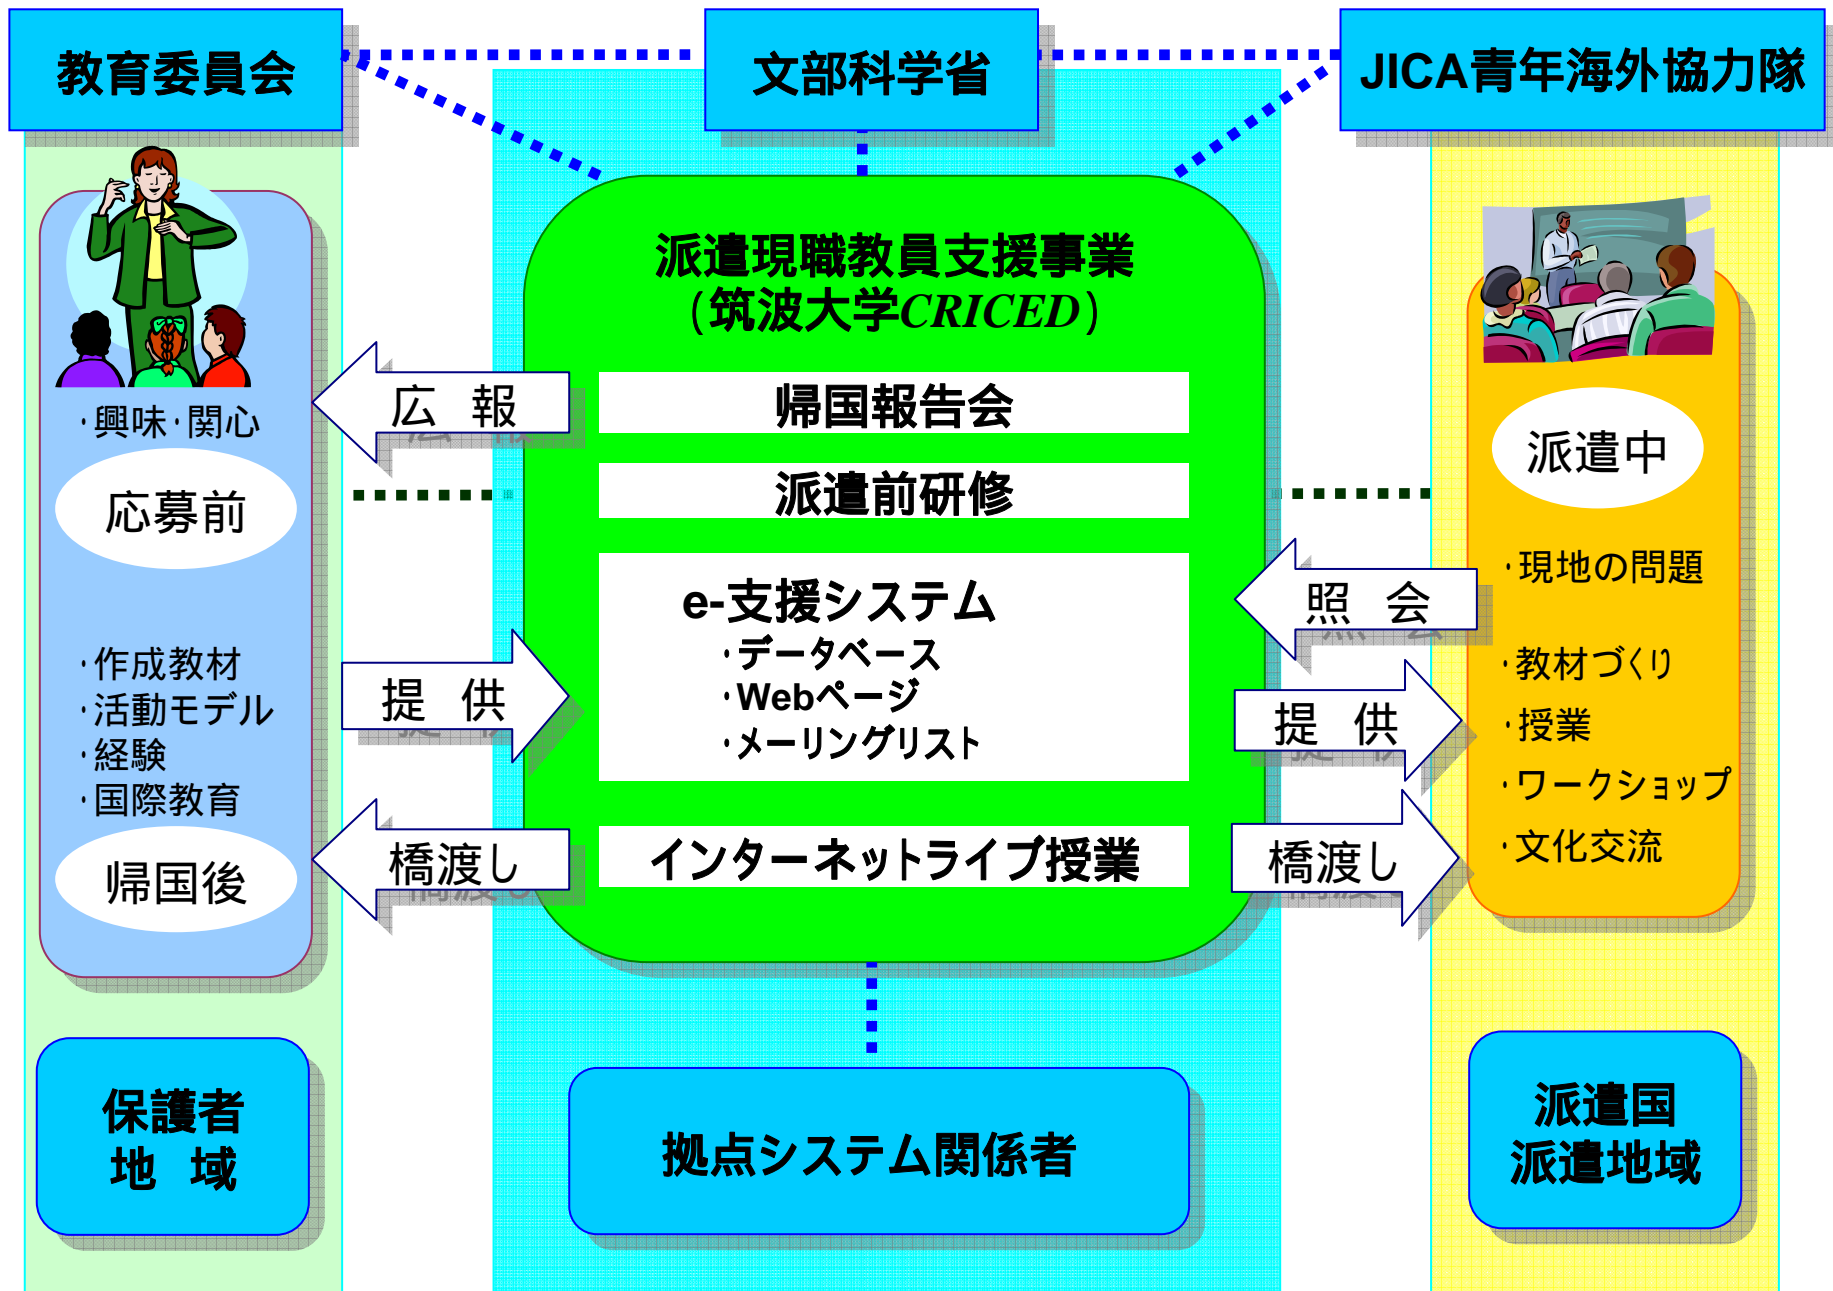 教育委員会
文部科学省
JICA青年海外協力隊
派遣現職教員支援事業
（筑波大学CRICED）
広 報
帰国報告会
・興味・関心
派遣中
応募前
派遣前研修
・現地の問題
照 会
e-支援システム
・データベース
・Webページ
・メーリングリスト
・作成教材
・活動モデル
・経験
・国際教育
提 供
提 供
・教材づくり
・授業
・ワークショップ
・文化交流
帰国後
橋渡し
インターネットライブ授業
橋渡し
保護者
地 域
拠点システム関係者
派遣国
派遣地域